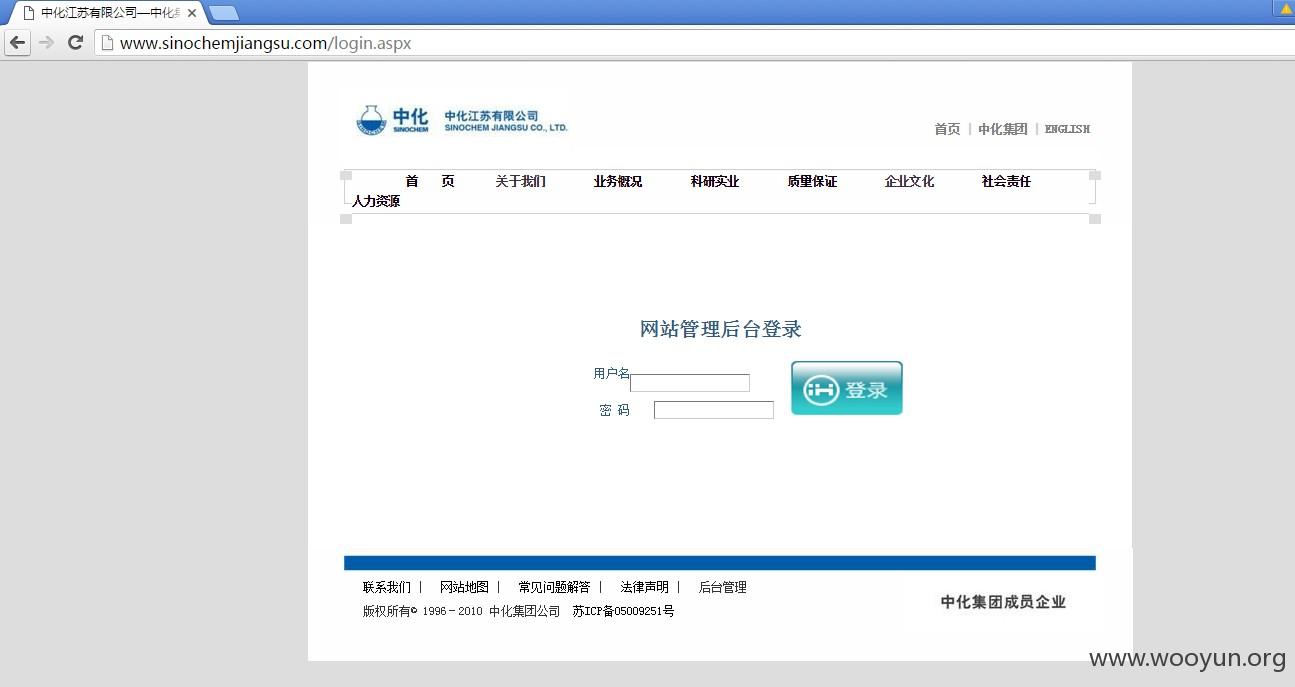 中化江苏有限公司—中化
www.sinochemjiangsu.com/login.aspx
中化 中化江苏有限公司
SINOCHEM SINOCHEM JIANGSU CO., LTD.
首页 | 中化集团 | ENGLISH
首 页 关于我们 业务概况 科研实业 质量保证 企业文化 社会责任
人力资源
网站管理后台登录
用户名
登录
密 码
联系我们 | 网站地图 | 常见问题解答 | 法律声明 | 后台管理
版权所有© 1996-2010 中化集团公司 苏ICP备05009251号
中化集团成员企业
www.wooyun.org